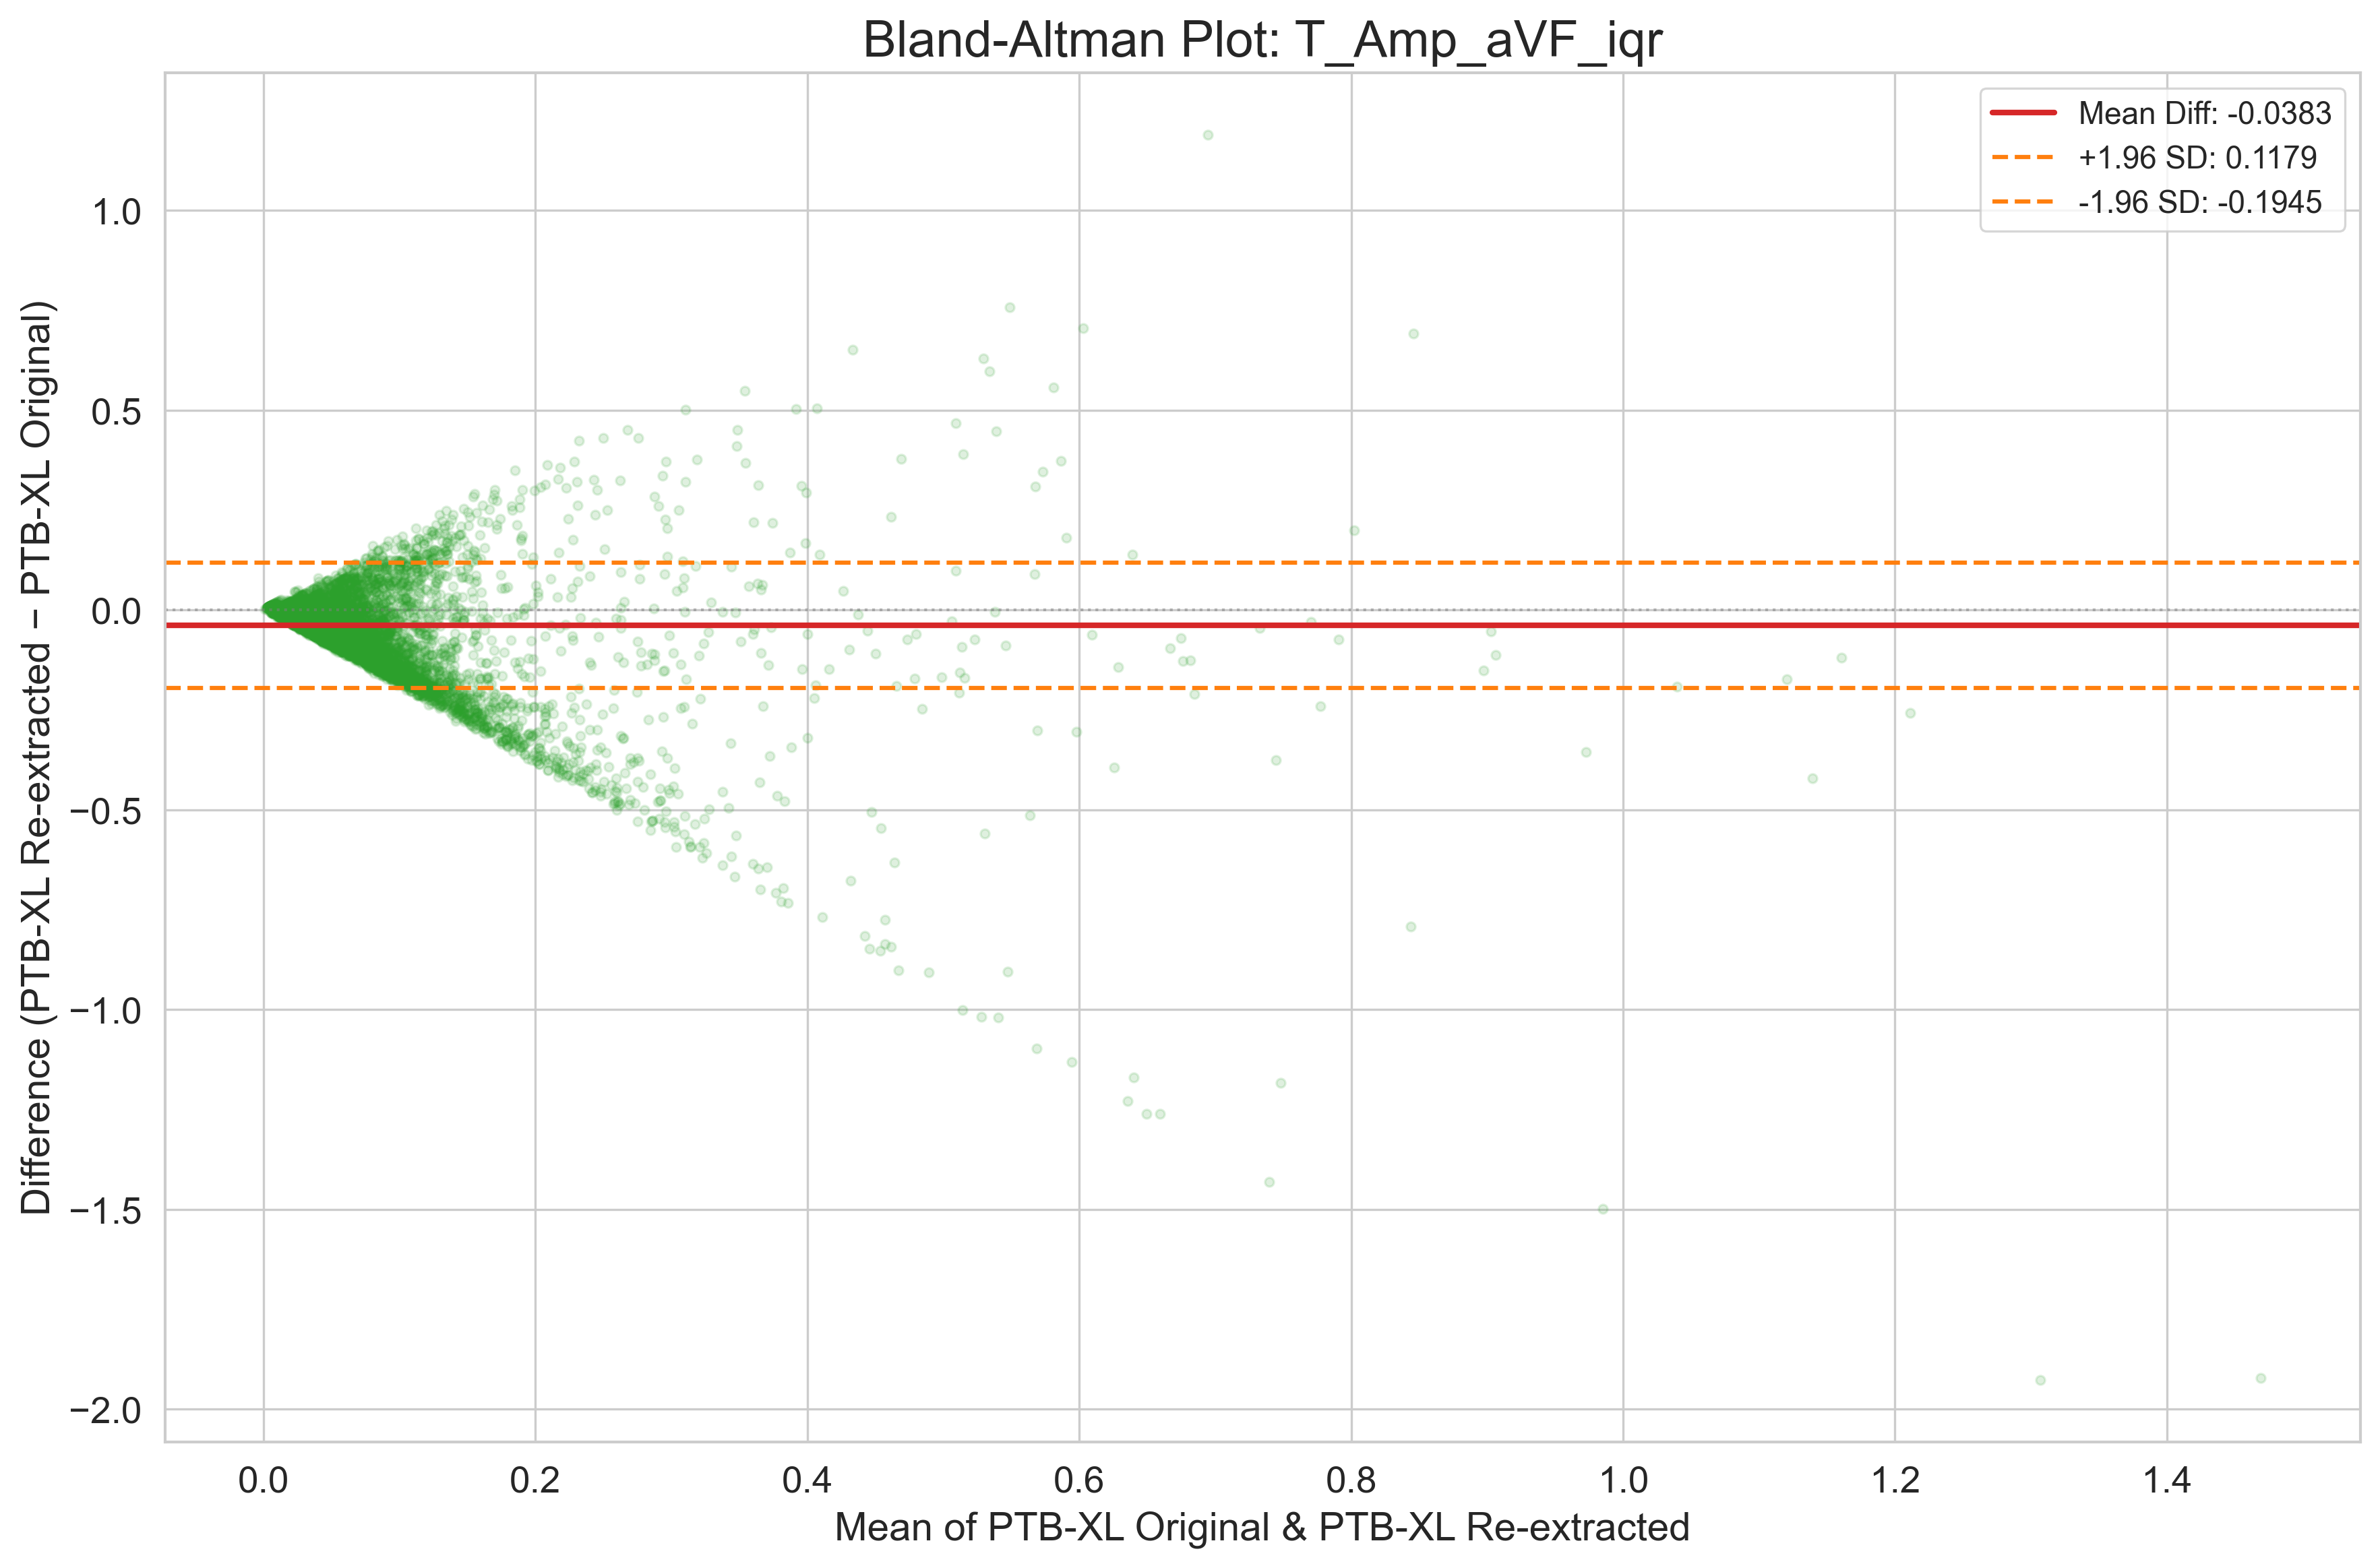 Bland-Altman Plot: T_Amp_aVF_iqr
Mean Diff: -0.0383
+1.96 SD: 0.1179
-1.96 SD: -0.1945
Difference (PTB-XL Re-extracted − PTB-XL Original)
1.0
0.5
0.0
−0.5
−1.0
−1.5
−2.0
0.0 0.2 0.4 0.6 0.8 1.0 1.2 1.4
Mean of PTB-XL Original & PTB-XL Re-extracted